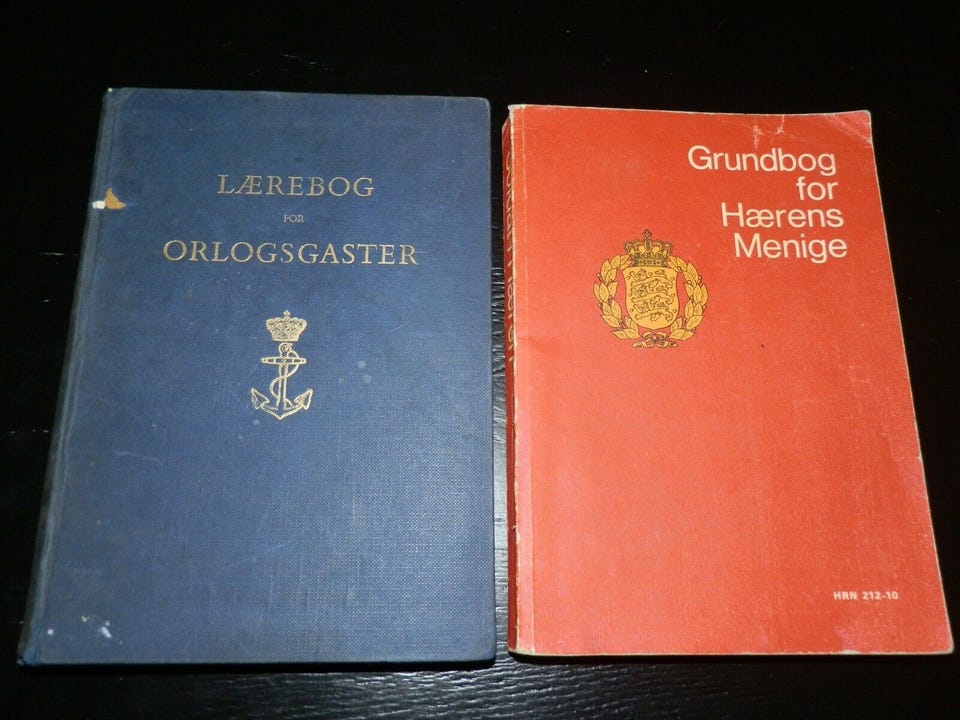 LÆREBOG
FOR
ORLOGSGASTER
Grundbog
for
Hærens
Menige
HRN 212-10